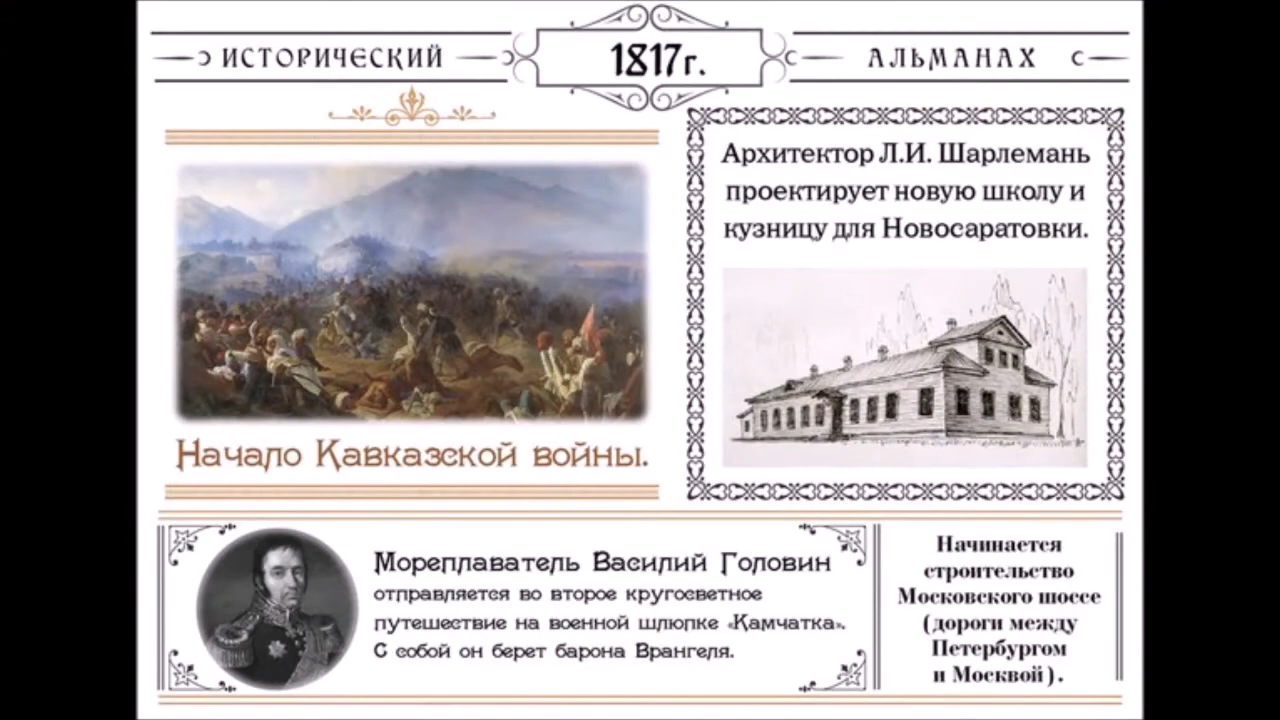 ИСТОРИЧЕСКИЙ
1817г.
АЛЬМАНАХ
Начало Кавказской войны.
Архитектор Л.И. Шарлемань
проектирует новую школу и
кузницу для Новосаратовки.
Мореплаватель Василий Головин
отправляется во второе кругосветное
путешествие на военной шлюпке «Камчатка».
С собой он берет барона Врангеля.
Начинается
строительство
Московского шоссе
(дороги между
Петербургом
и Москвой).